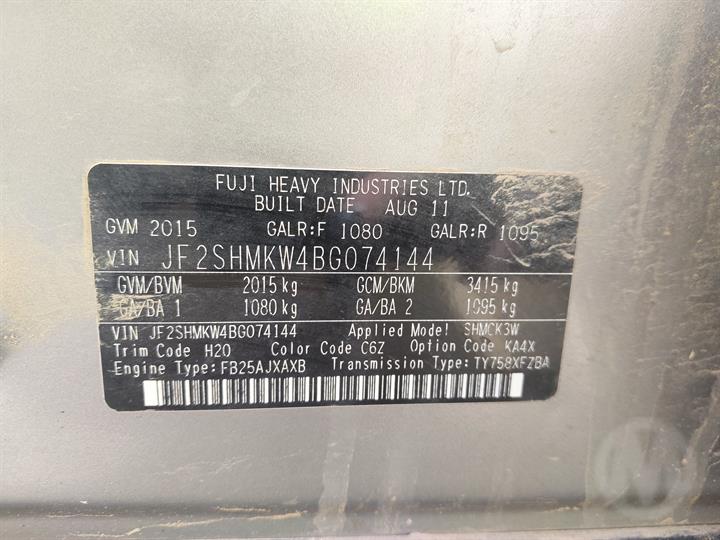 FUJI HEAVY INDUSTRIES LTD.
BUILT DATE AUG 11
GVM 2015 GALR:F 1080 GALR:R 1095
VIN JF2SHMKW4BG074144
GVM/BVM 2015 kg GCM/BKM 3415 kg
GA/BA 1 1080 kg GA/BA 2 1095 kg
VIN JF2SHMKW4BG074144 Applied Model SHMCK3W
Trim Code H20 Color Code C6Z Option Code KA4X
Engine Type: FB25AJXAXB Transmission Type: TY758XFZBA
M